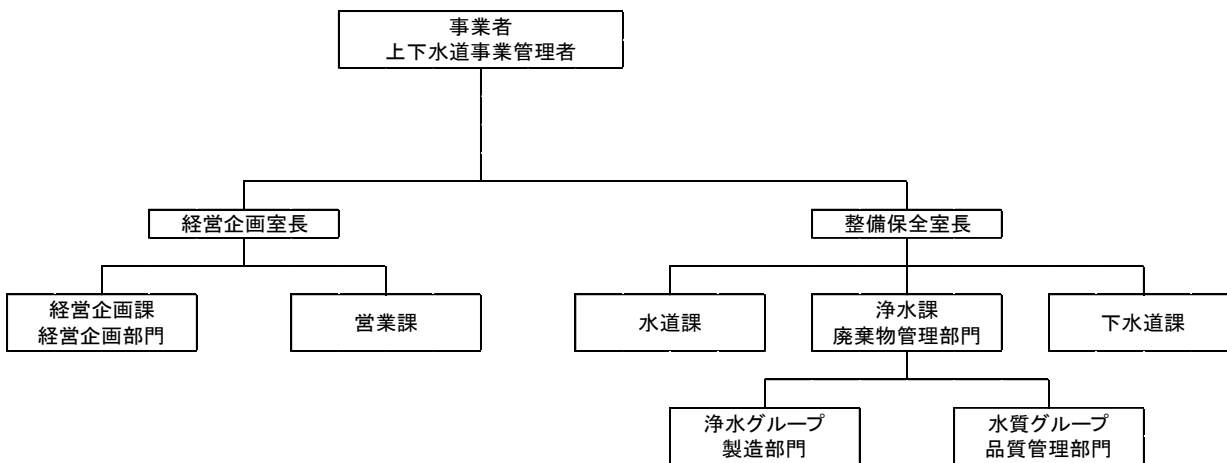 事業者
上下水道事業管理者
経営企画室長
整備保全室長
経営企画課
経営企画部門
営業課
水道課
浄水課
廃棄物管理部門
下水道課
浄水グループ
製造部門
水質グループ
品質管理部門